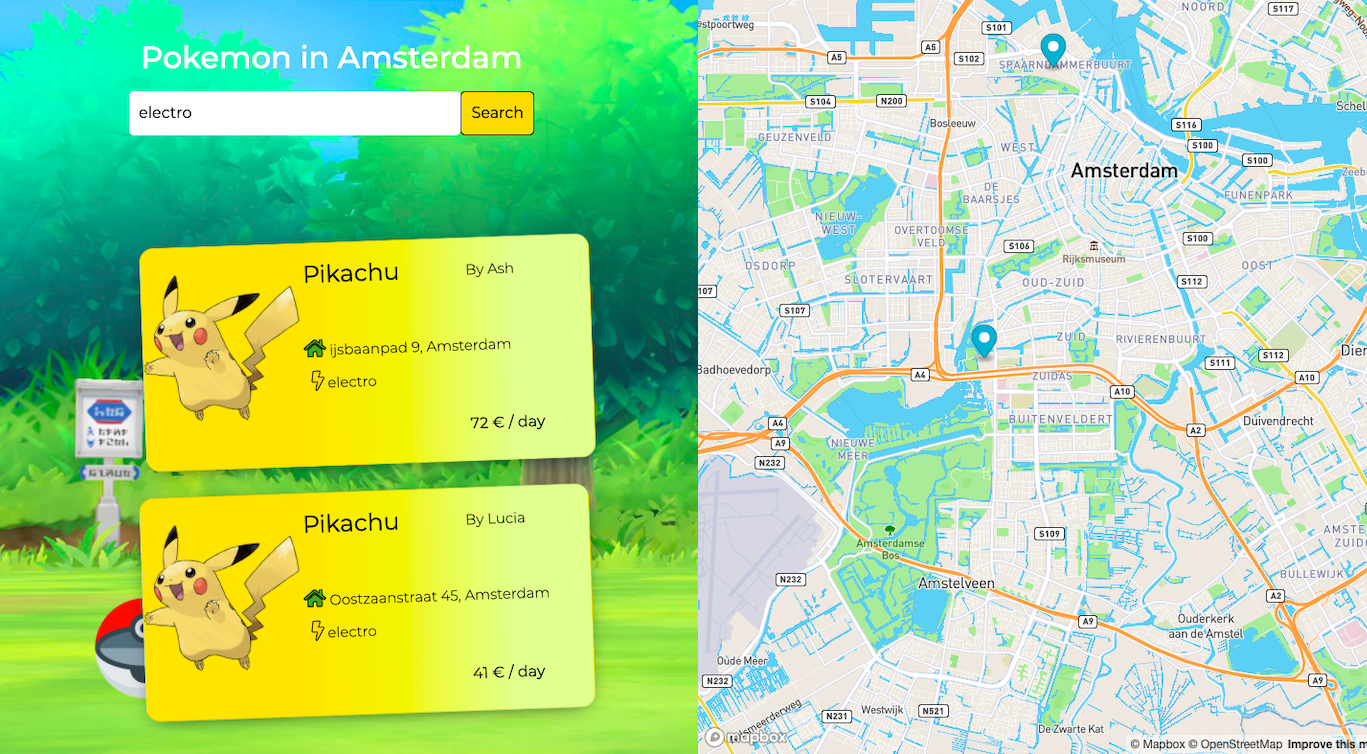 Pokemon in Amsterdam
electro
Search
Pikachu
By Ash
ijsbaanpad 9, Amsterdam
electro
72 € / day
Pikachu
By Lucia
Oostzaanstraat 45, Amsterdam
electro
41 € / day
NOORD
S117
S101
A5
A5
S102
SPAARNDAMMERBUURT
S104
N200
Bosleeuw
S116
GEUZENVELD
WEST
S100
S100
Amsterdam
DE
BAARSJES
FUNENPARK
NIEUW-
WEST
OVERTOOMSE
VELD
S106
S100
Rijksmuseum
OSDORP
SLOTERVAART
OUD-ZUID
OOST
S112
107
S107
ZUID
RIVIERENBUURT
S112
S111
Badhoevedorp
A4
ZUIDAS
A10
A10
A4
BUITENVELDERT
A2
Duivendrecht
A9
NIEUWE
MEER
N232
Amsterdamse
Bos
S109
N232
Amstelveen
BULLEWIJK
A2
A9
Ouderkerk
aan de Amstel
Oude Meer
N232
A9
Westwijk
N521
N231
De Zwarte Kat
mapbox
© Mapbox © OpenStreetMap Improve this m